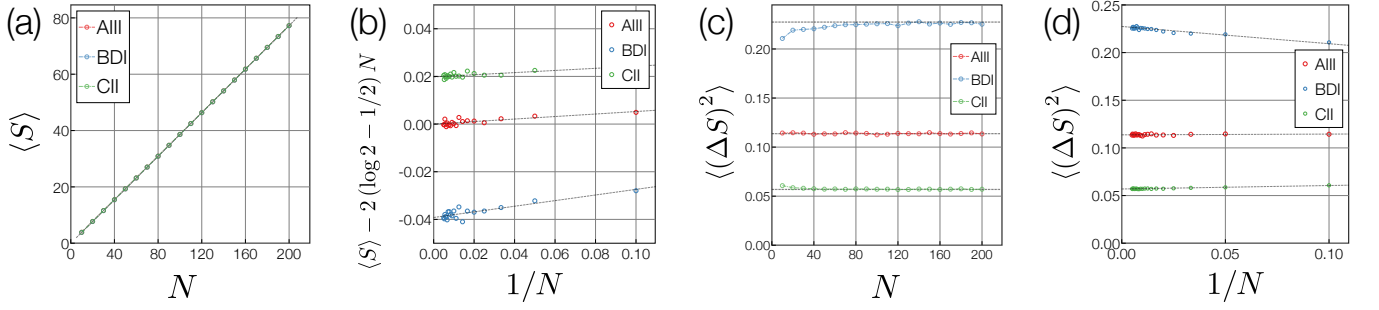 (a)
80
60
40
20
0
0
40
80
120
160
200
⟨S⟩
N
AIII
BDI
CII
(b)
0.04
0.02
0.00
-0.02
-0.04
0.00
0.02
0.04
0.06
0.08
0.10
⟨S⟩ − 2 (log 2 − 1/2) N
1/N
AIII
BDI
CII
(c)
0.20
0.15
0.10
0.05
0.00
0
40
80
120
160
200
⟨(ΔS)²⟩
N
AIII
BDI
CII
(d)
0.25
0.20
0.15
0.10
0.05
0.00
0.00
0.05
0.10
⟨(ΔS)²⟩
1/N
AIII
BDI
CII